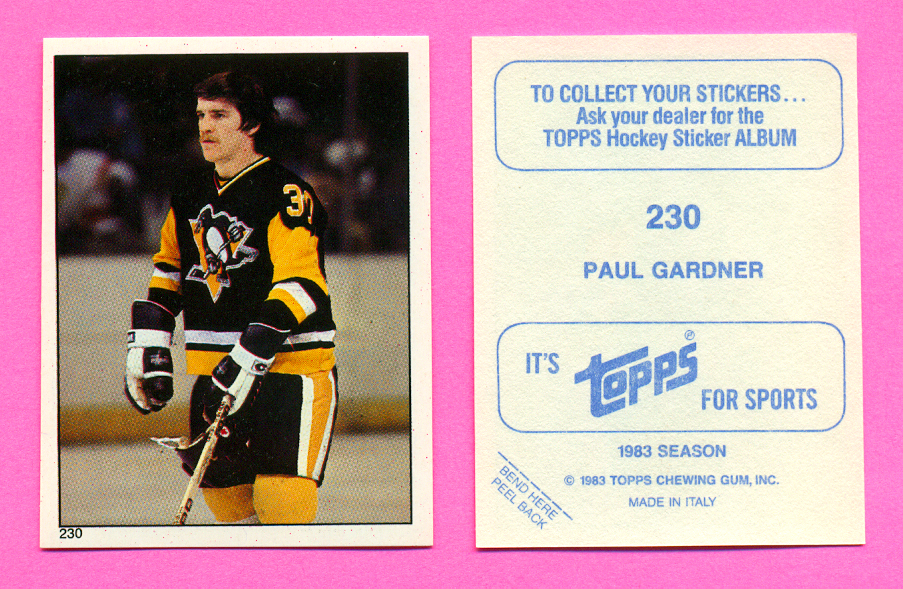 3
230
TO COLLECT YOUR STICKERS...
Ask your dealer for the
TOPPS Hockey Sticker ALBUM
230
PAUL GARDNER
IT'S
topps®
FOR SPORTS
1983 SEASON
© 1983 TOPPS CHEWING GUM, INC.
MADE IN ITALY
BEND HERE
PEEL BACK